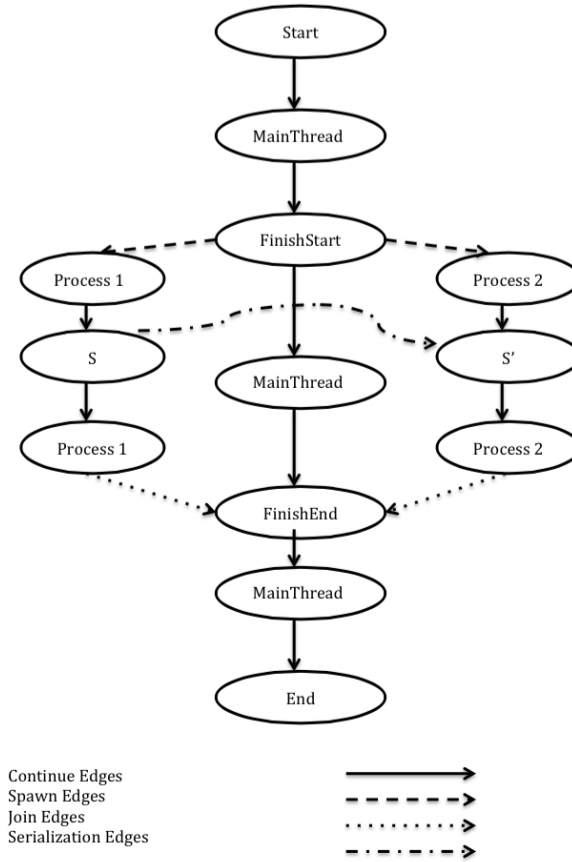 Start
MainThread
FinishStart
Process 1
Process 2
S
S'
MainThread
Process 1
Process 2
FinishEnd
MainThread
End
Continue Edges
Spawn Edges
Join Edges
Serialization Edges